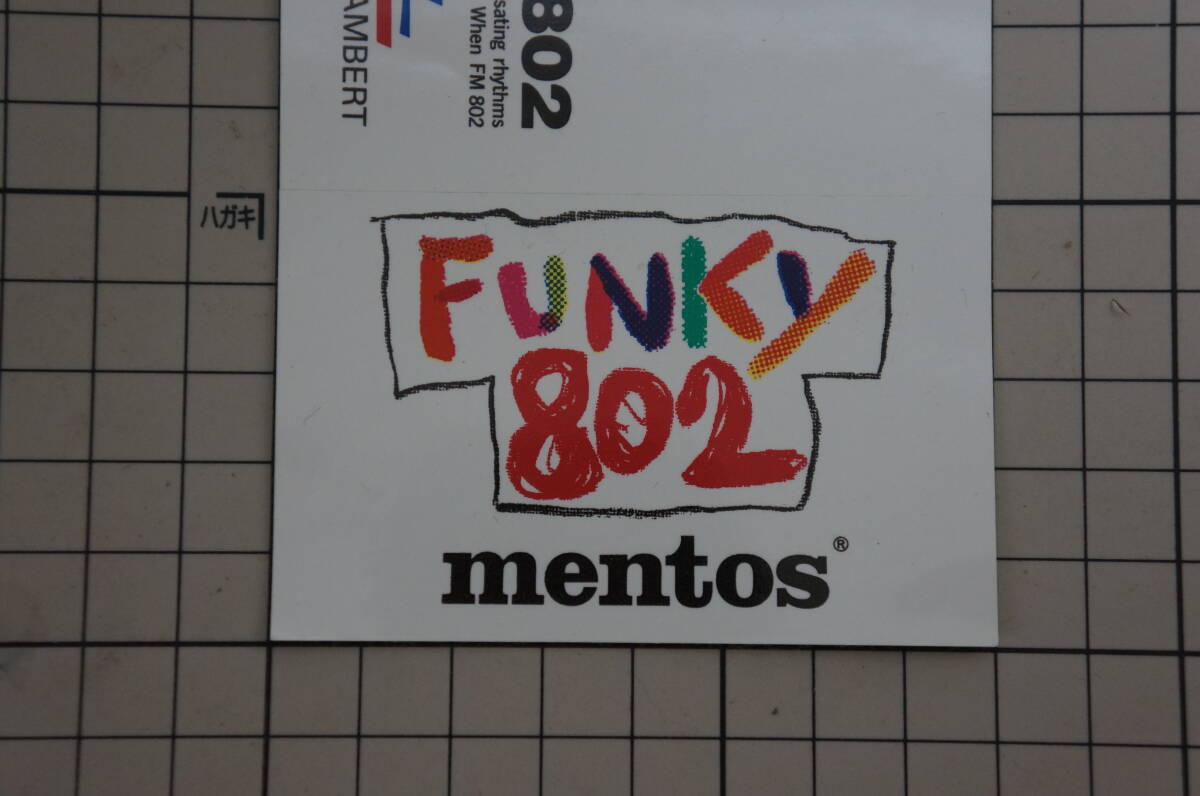 AMBERT
sating rhythms
When FM 802
802
ハガキ
FUNKY
802
mentos®